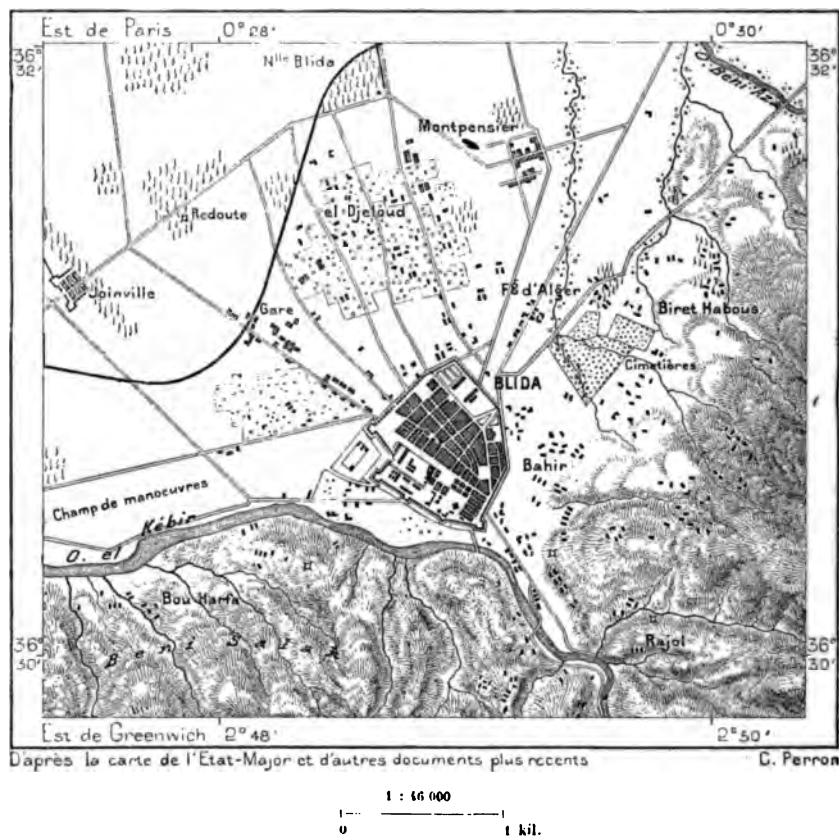 Est de Paris 0°28' 0°30'
36° 32' 36° 32'
Nlle Blida
O. Beni Aza
Montpensier
Redoute
el Djeloud
Joinville
Gare
Fg d'Alger
Biret Habous
Cimetières
BLIDA
Bahir
Champ de manoeuvres
O. el Kébir
Bou Harfa
Beni Salah
Rajol
36° 30' 36° 30'
Est de Greenwich 2°48' 2°50'
D'après la carte de l'Etat-Major et d'autres documents plus recents C. Perron
1 : 46 000
0 1 kil.